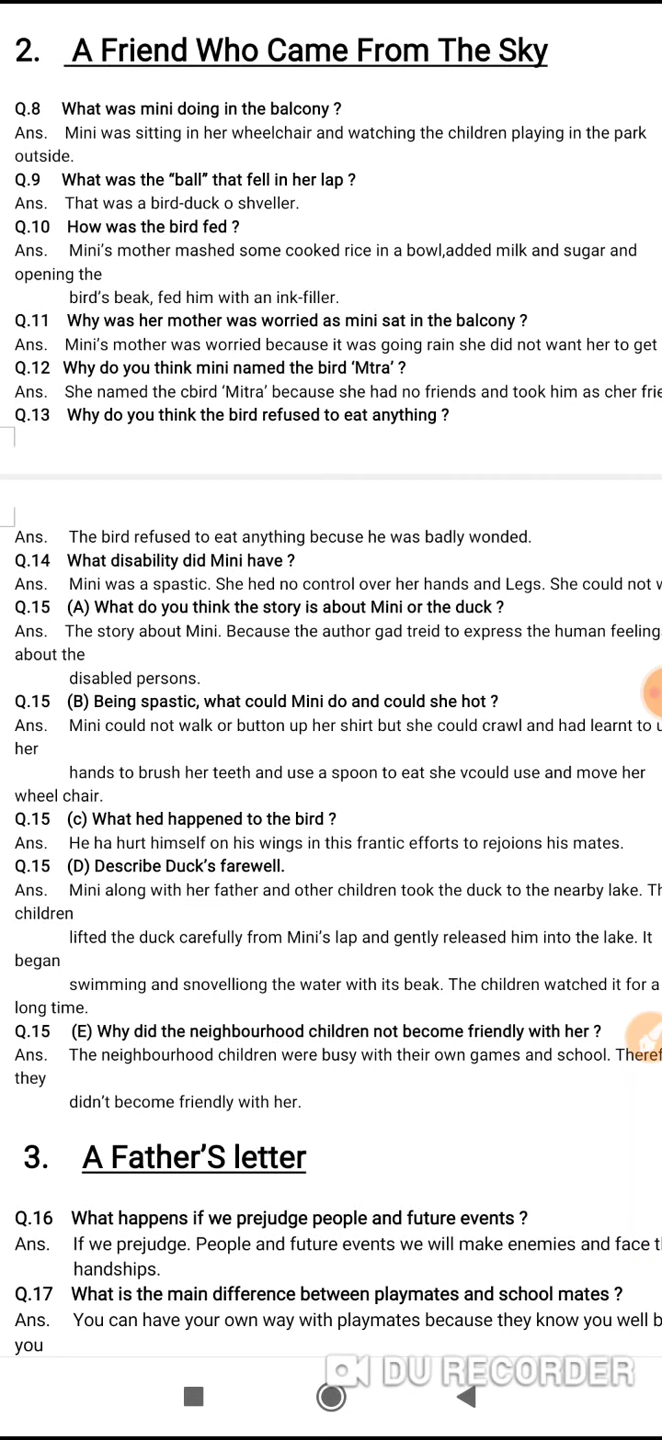 2. A Friend Who Came From The Sky
Q.8 What was mini doing in the balcony ?
Ans. Mini was sitting in her wheelchair and watching the children playing in the park
outside.
Q.9 What was the “ball” that fell in her lap ?
Ans. That was a bird-duck o shveller.
Q.10 How was the bird fed ?
Ans. Mini’s mother mashed some cooked rice in a bowl,added milk and sugar and
opening the
bird’s beak, fed him with an ink-filler.
Q.11 Why was her mother was worried as mini sat in the balcony ?
Ans. Mini’s mother was worried because it was going rain she did not want her to get
Q.12 Why do you think mini named the bird ‘Mtra’ ?
Ans. She named the cbird ‘Mitra’ because she had no friends and took him as cher
Q.13 Why do you think the bird refused to eat anything ?
Ans. The bird refused to eat anything becuse he was badly wonded.
Q.14 What disability did Mini have ?
Ans. Mini was a spastic. She hed no control over her hands and Legs. She could not
Q.15 (A) What do you think the story is about Mini or the duck ?
Ans. The story about Mini. Because the author gad treid to express the human feeling
about the
disabled persons.
Q.15 (B) Being spastic, what could Mini do and could she hot ?
Ans. Mini could not walk or button up her shirt but she could crawl and had learnt to
her
hands to brush her teeth and use a spoon to eat she vcould use and move her
wheel chair.
Q.15 (c) What hed happened to the bird ?
Ans. He ha hurt himself on his wings in this frantic efforts to rejoions his mates.
Q.15 (D) Describe Duck’s farewell.
Ans. Mini along with her father and other children took the duck to the nearby lake.
children
lifted the duck carefully from Mini’s lap and gently released him into the lake. It
began
swimming and snovelliong the water with its beak. The children watched it for a
long time.
Q.15 (E) Why did the neighbourhood children not become friendly with her ?
Ans. The neighbourhood children were busy with their own games and school.
they
didn’t become friendly with her.
3. A Father’S letter
Q.16 What happens if we prejudge people and future events ?
Ans. If we prejudge. People and future events we will make enemies and face
handships.
Q.17 What is the main difference between playmates and school mates ?
Ans. You can have your own way with playmates because they know you well
you
DU RECORDER